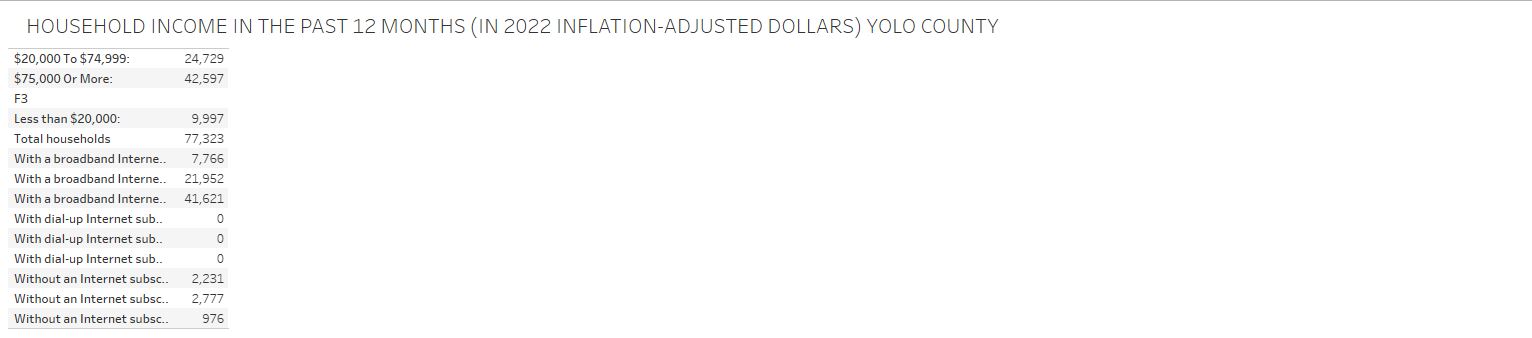 HOUSEHOLD INCOME IN THE PAST 12 MONTHS (IN 2022 INFLATION-ADJUSTED DOLLARS) YOLO COUNTY
$20,000 To $74,999: 24,729
$75,000 Or More: 42,597
F3
Less than $20,000: 9,997
Total households 77,323
With a broadband Interne.. 7,766
With a broadband Interne.. 21,952
With a broadband Interne.. 41,621
With dial-up Internet sub.. 0
With dial-up Internet sub.. 0
With dial-up Internet sub.. 0
Without an Internet subsc.. 2,231
Without an Internet subsc.. 2,777
Without an Internet subsc.. 976